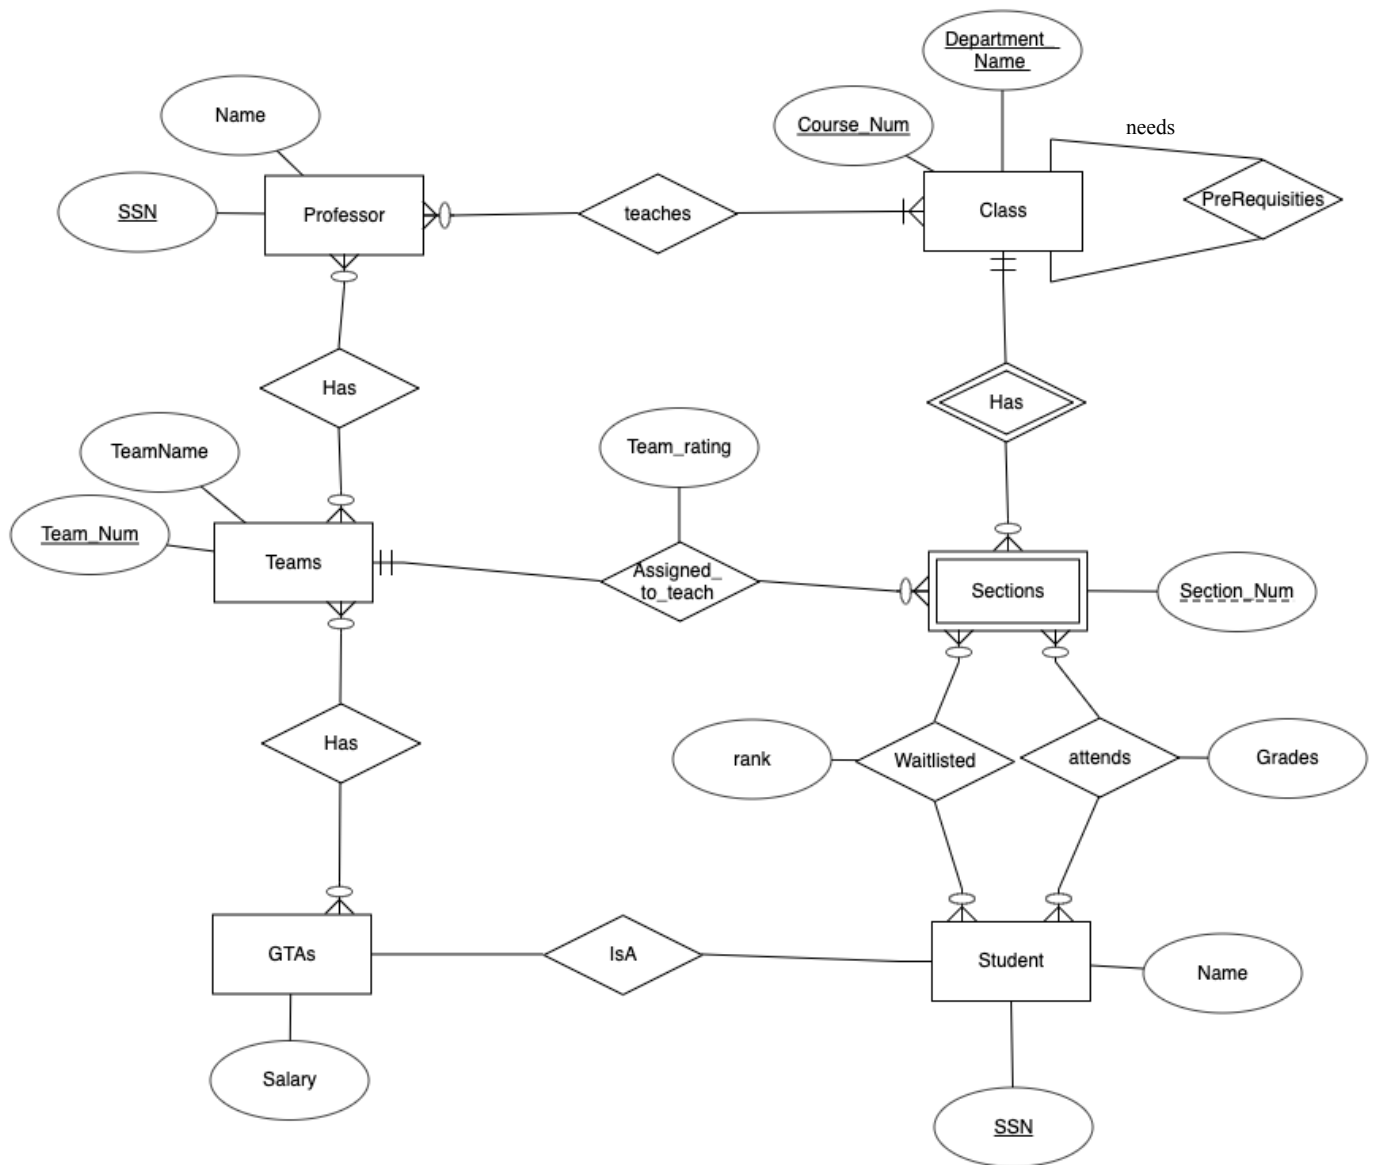 Department_
Name
Name
Course_Num
needs
SSN
Professor
teaches
Class
PreRequisities
Has
Has
TeamName
Team_rating
Team_Num
Teams
Assigned_
to_teach
Sections
Section_Num
Has
rank
Waitlisted
attends
Grades
GTAs
IsA
Student
Name
Salary
SSN